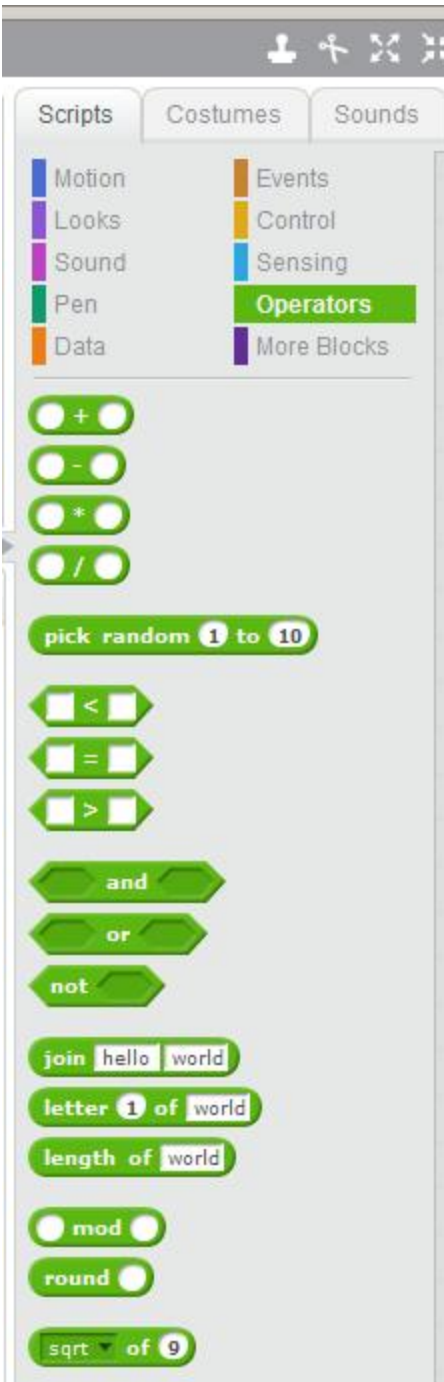 Scripts Costumes Sounds
Motion Events
Looks Control
Sound Sensing
Pen Operators
Data More Blocks
+
-
*
/
pick random 1 to 10
<
=
>
and
or
not
join hello world
letter 1 of world
length of world
mod
round
sqrt of 9